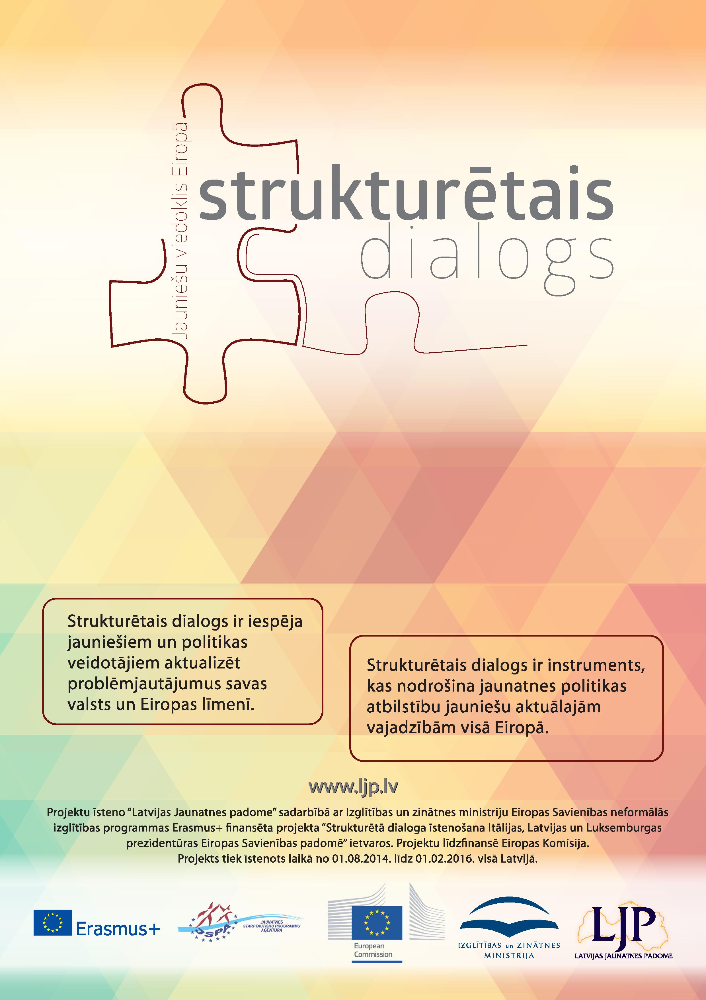 Jauniešu viedoklis Eiropā
strukturētais
dialogs
Strukturētais dialogs ir iespēja
jauniešiem un politikas
veidotājiem aktualizēt
problēmjautājumus savas
valsts un Eiropas līmenī.
Strukturētais dialogs ir instruments,
kas nodrošina jaunatnes politikas
atbilstību jauniešu aktuālajām
vajadzībām visā Eiropā.
www.ljp.lv
Projektu īsteno “Latvijas Jaunatnes padome” sadarbībā ar Izglītības un zinātnes ministriju Eiropas Savienības neformālās
izglītības programmas Erasmus+ finansēta projekta “Strukturētā dialoga īstenošana Itālijas, Latvijas un Luksemburgas
prezidentūras Eiropas Savienības padomē” ietvaros. Projektu līdzfinansē Eiropas Komisija.
Projekts tiek īstenots laikā no 01.08.2014. līdz 01.02.2016. visā Latvijā.
Erasmus+
JSPA
JAUNATNES
STARPTAUTISKO PROGRAMMU
AĢENTŪRA
European
Commission
IZGLĪTĪBAS un ZINĀTNES
MINISTRIJA
LJP
LATVIJAS JAUNATNES PADOME